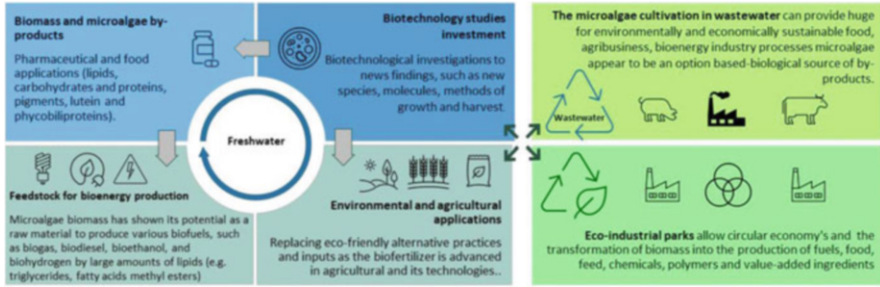 Biomass and microalgae by-
products
Pharmaceutical and food
applications (lipids,
carbohydrates and proteins,
pigments, lutein and
phycobiliproteins).
Biotechnology studies
investment
Biotechnological investigations to
news findings, such as new
species, molecules, methods of
growth and harvest.
Freshwater
Feedstock for bioenergy production
Microalgae biomass has shown its potential as a
raw material to produce various biofuels, such
as biogas, biodiesel, bioethanol, and
biohydrogen by large amounts of lipids (e.g.
triglycerides, fatty acids methyl esters)
Environmental and agricultural
applications
Replacing eco-friendly alternative practices
and inputs as the biofertilizer is advanced
in agricultural and its technologies..
The microalgae cultivation in wastewater can provide huge
for environmentally and economically sustainable food,
agribusiness, bioenergy industry processes microalgae
appear to be an option based-biological source of by-
products.
Wastewater
Eco-industrial parks allow circular economy's and the
transformation of biomass into the production of fuels, food,
feed, chemicals, polymers and value-added ingredients